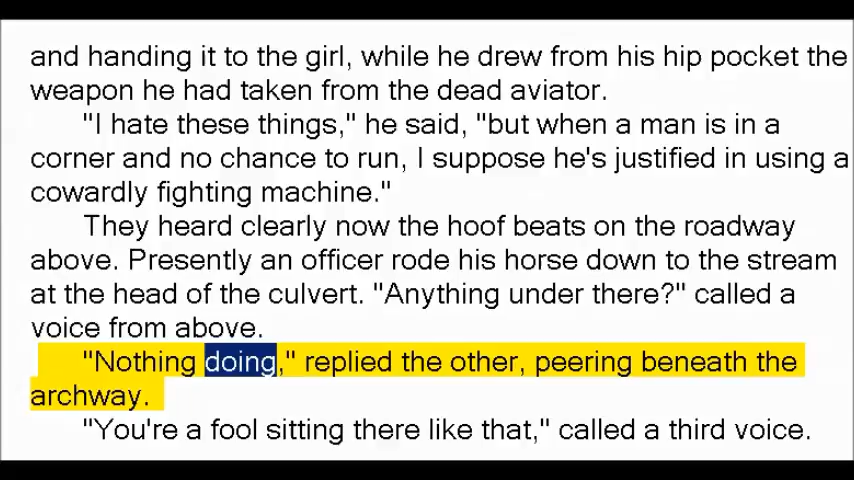 and handing it to the girl, while he drew from his hip pocket the
weapon he had taken from the dead aviator.
"I hate these things," he said, "but when a man is in a
corner and no chance to run, I suppose he's justified in using a
cowardly fighting machine."
They heard clearly now the hoof beats on the roadway
above. Presently an officer rode his horse down to the stream
at the head of the culvert. "Anything under there?" called a
voice from above.
"Nothing doing," replied the other, peering beneath the
archway.
"You're a fool sitting there like that," called a third voice.